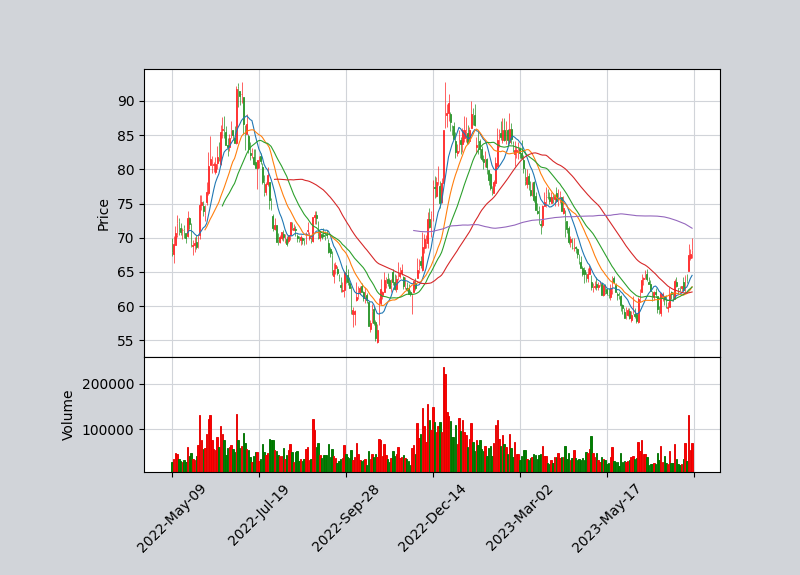 Price
90
85
80
75
70
65
60
55
Volume
200000
100000
2022-May-09
2022-Jul-19
2022-Sep-28
2022-Dec-14
2023-Mar-02
2023-May-17